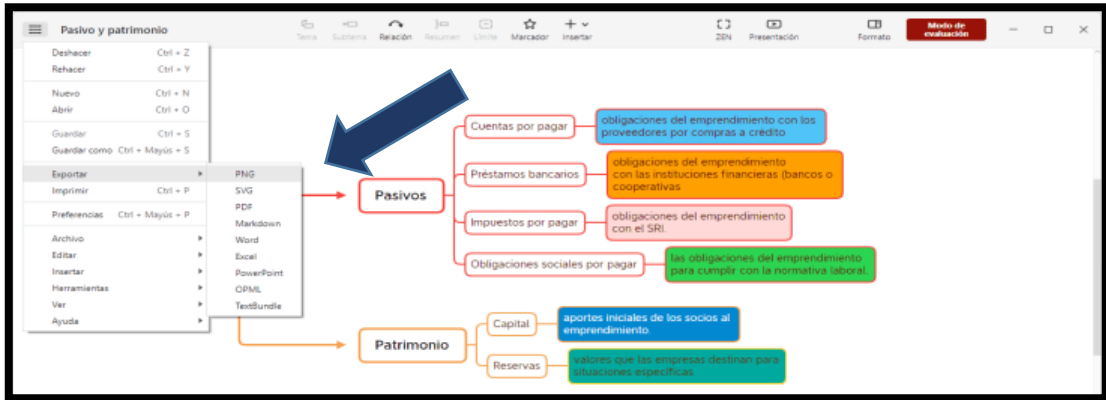 Pasivo y patrimonio
Tema
Subtema
Relación
Resumen
Límite
Marcador
Insertar
ZEN
Presentación
Formato
Modo de
evaluación
Deshacer Ctrl + Z
Rehacer Ctrl + Y
Nuevo Ctrl + N
Abrir Ctrl + O
Guardar Ctrl + S
Guardar como Ctrl + Mayús + S
Exportar
Imprimir Ctrl + P
Preferencias Ctrl + Mayús + P
Archivo
Editar
Insertar
Herramientas
Ver
Ayuda
PNG
SVG
PDF
Markdown
Word
Excel
PowerPoint
OPML
TextBundle
Pasivos
Cuentas por pagar
obligaciones del emprendimiento con los
proveedores por compras a crédito
Préstamos bancarios
obligaciones del emprendimiento
con las instituciones financieras (bancos o
cooperativas
Impuestos por pagar
obligaciones del emprendimiento
con el SRI.
Obligaciones sociales por pagar
las obligaciones del emprendimiento
para cumplir con la normativa laboral.
Patrimonio
Capital
aportes iniciales de los socios al
emprendimiento.
Reservas
valores que las empresas destinan para
situaciones específicas